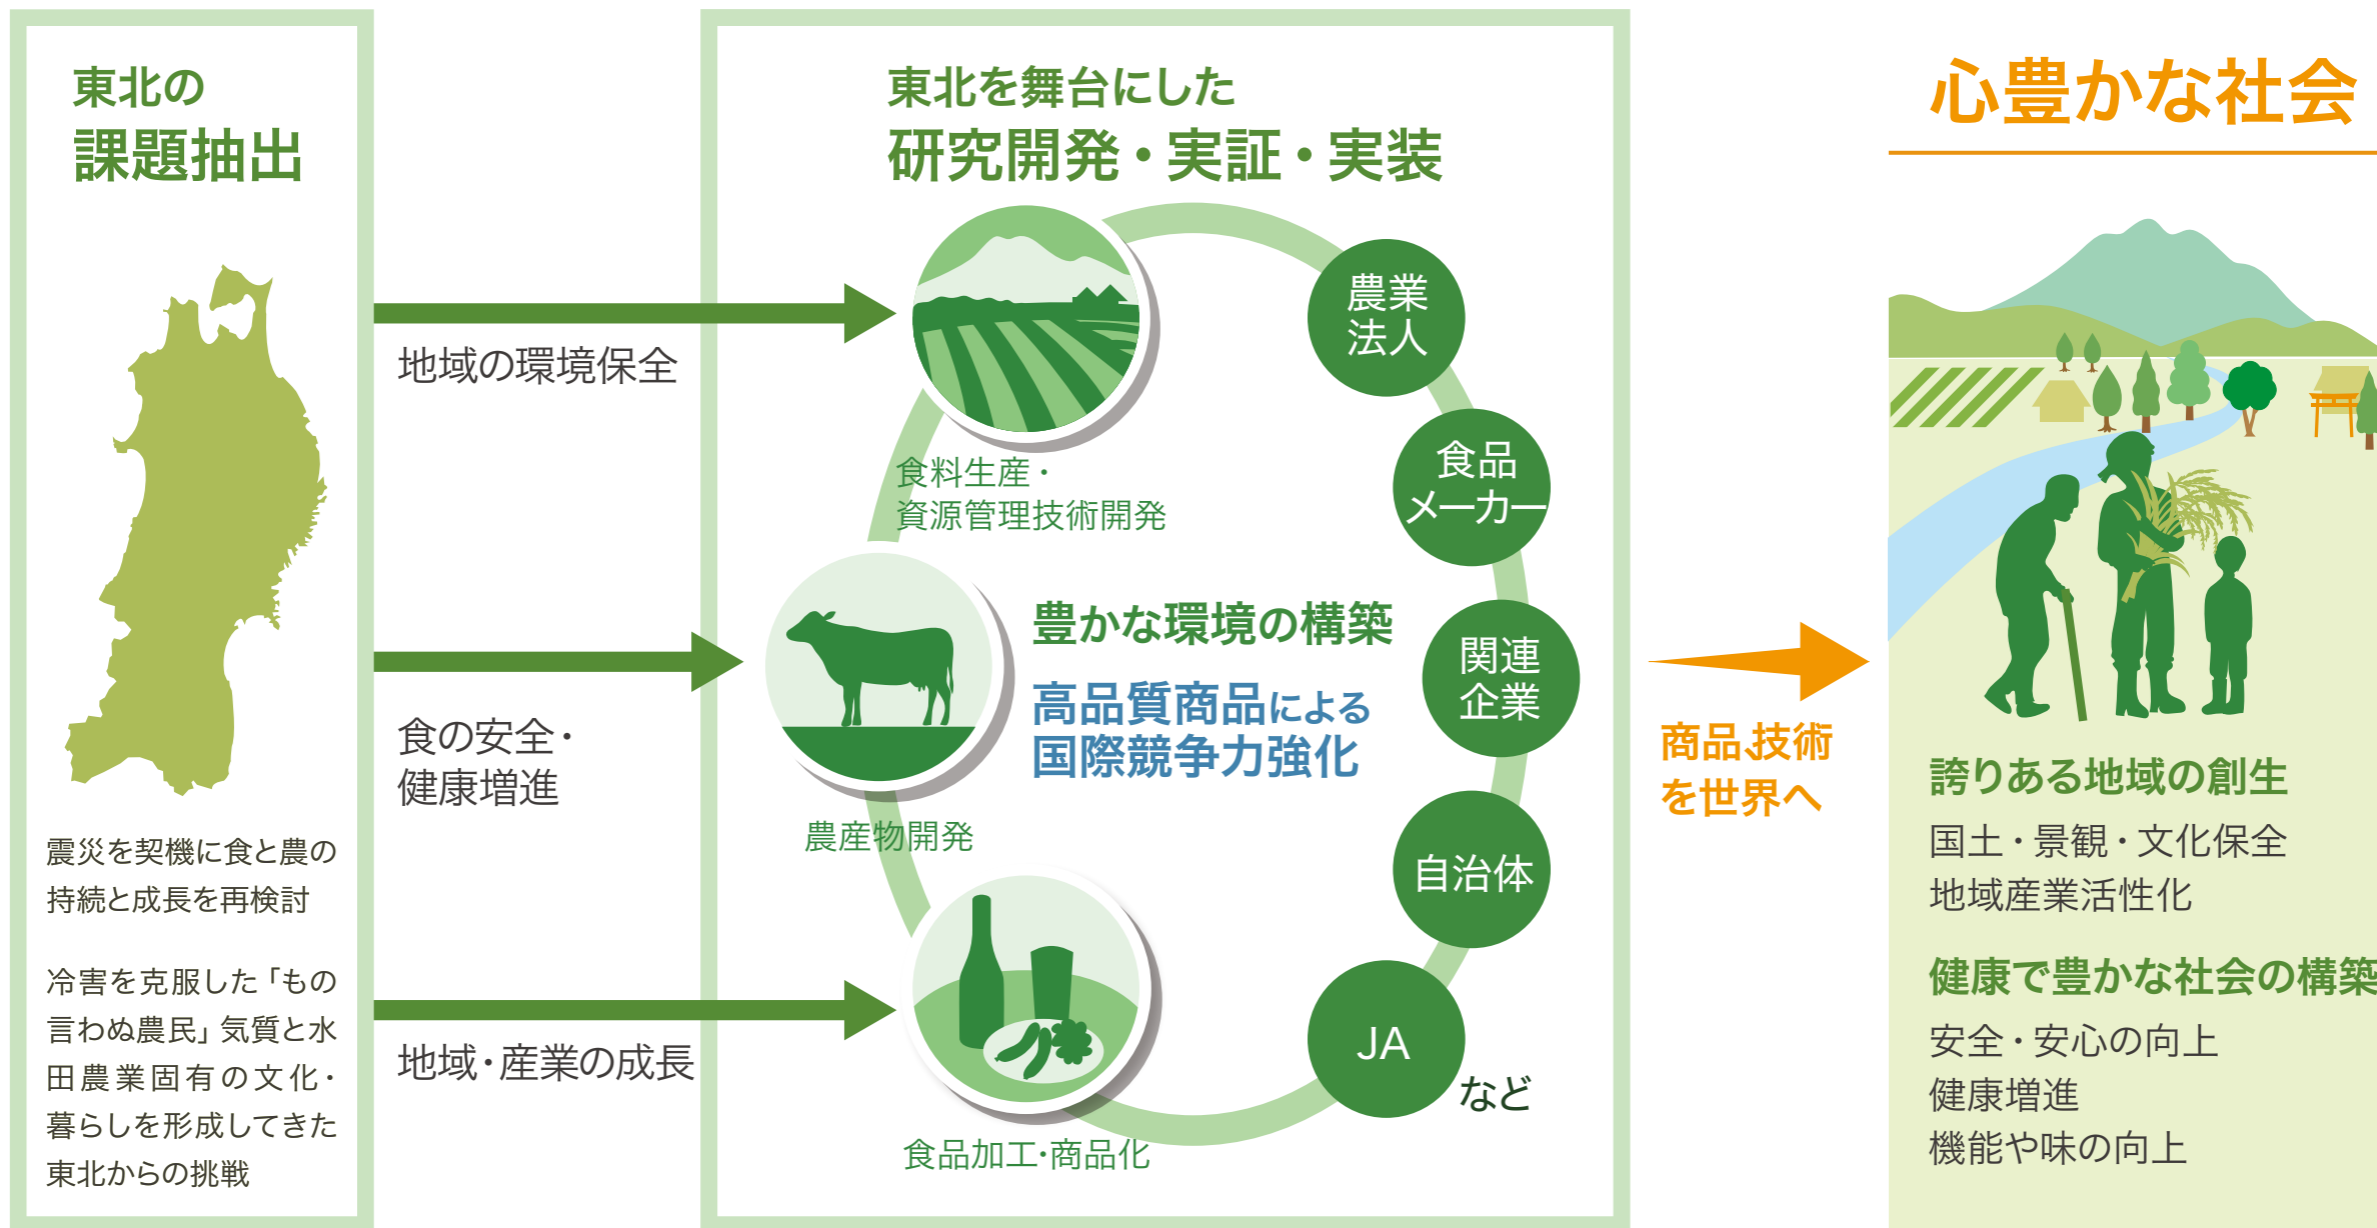 東北の
課題抽出
震災を契機に食と農の
持続と成長を再検討
冷害を克服した「もの
言わぬ農民」気質と水
田農業固有の文化・
暮らしを形成してきた
東北からの挑戦
地域の環境保全
食の安全・
健康増進
地域・産業の成長
東北を舞台にした
研究開発・実証・実装
食料生産・
資源管理技術開発
農産物開発
食品加工・商品化
豊かな環境の構築
高品質商品による
国際競争力強化
農業
法人
食品
メーカー
関連
企業
自治体
JA
など
商品、技術
を世界へ
心豊かな社会
誇りある地域の創生
国土・景観・文化保全
地域産業活性化
健康で豊かな社会の構築
安全・安心の向上
健康増進
機能や味の向上